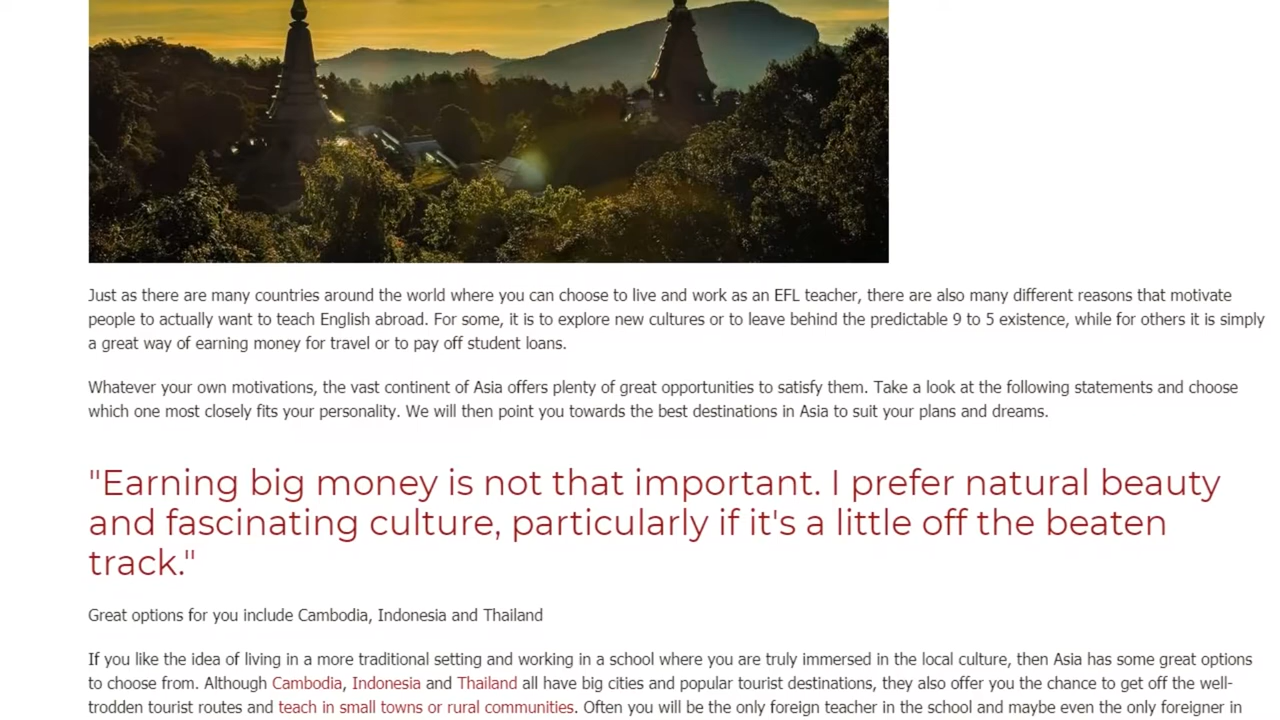 Just as there are many countries around the world where you can choose to live and work as an EFL teacher, there are also many different reasons that motivate
people to actually want to teach English abroad. For some, it is to explore new cultures or to leave behind the predictable 9 to 5 existence, while for others it is simply
a great way of earning money for travel or to pay off student loans.
Whatever your own motivations, the vast continent of Asia offers plenty of great opportunities to satisfy them. Take a look at the following statements and choose
which one most closely fits your personality. We will then point you towards the best destinations in Asia to suit your plans and dreams.
"Earning big money is not that important. I prefer natural beauty
and fascinating culture, particularly if it's a little off the beaten
track."
Great options for you include Cambodia, Indonesia and Thailand
If you like the idea of living in a more traditional setting and working in a school where you are truly immersed in the local culture, then Asia has some great options
to choose from. Although Cambodia, Indonesia and Thailand all have big cities and popular tourist destinations, they also offer you the chance to get off the well-
trodden tourist routes and teach in small towns or rural communities. Often you will be the only foreign teacher in the school and maybe even the only foreigner in